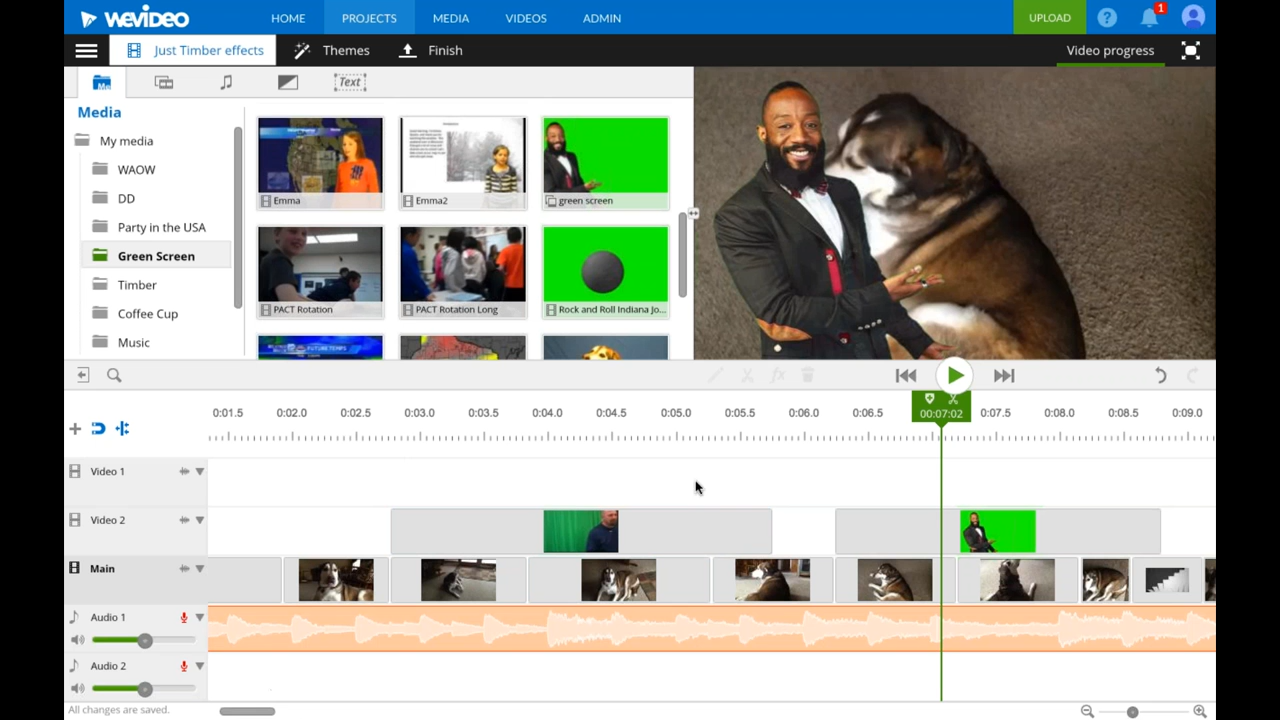 WEVIDEO HOME PROJECTS MEDIA VIDEOS ADMIN UPLOAD ? 1
Just Timber effects Themes Finish Video progress
Me Text
Media
My media
WAOW
DD
Party in the USA
Green Screen
Timber
Coffee Cup
Music
Emma Emma2 green screen
PACT Rotation PACT Rotation Long Rock and Roll Indiana Jo...
fx
0:01.5 0:02.0 0:02.5 0:03.0 0:03.5 0:04.0 0:04.5 0:05.0 0:05.5 0:06.0 0:06.5 00:07:02 0:07.5 0:08.0 0:08.5 0:09.0
Video 1
Video 2
Main
Audio 1
Audio 2
All changes are saved.